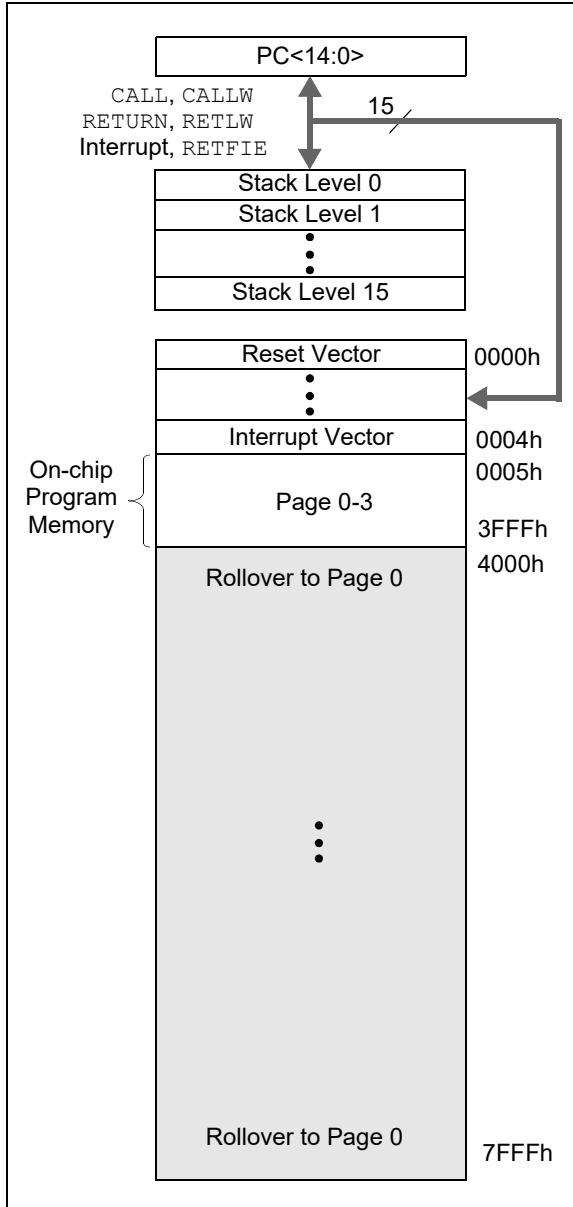 PC<14:0>
CALL, CALLW
RETURN, RETLW
Interrupt, RETFIE
15
Stack Level 0
Stack Level 1
Stack Level 15
Reset Vector
0000h
Interrupt Vector
0004h
On-chip
Program
Memory
0005h
Page 0-3
3FFFh
4000h
Rollover to Page 0
Rollover to Page 0
7FFFh